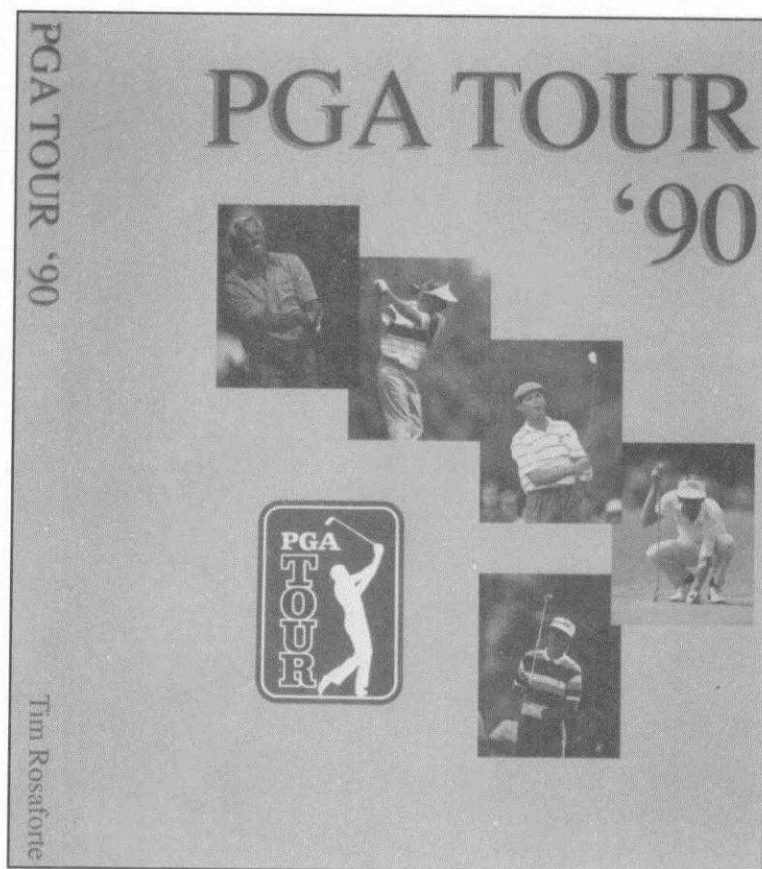 PGA TOUR '90
Tim Rosaforte
PGA TOUR
‘90
PGA
TOUR